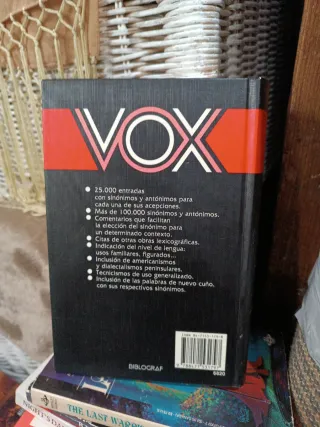 VOX
25.000 entradas
con sinónimos y antónimos para
cada una de sus acepciones.
Más de 100.000 sinónimos y antónimos.
Comentarios que facilitan
la elección del sinónimo para
un determinado contexto.
Citas de otras obras lexicográficas.
Indicación del nivel de lengua:
usos familiares, figurados...
Inclusión de americanismos
y dialectalismos peninsulares.
Tecnicismos de uso generalizado.
Inclusión de las palabras de nuevo cuño,
con sus respectivos sinónimos.
BIBLOGRAF
THE LAST